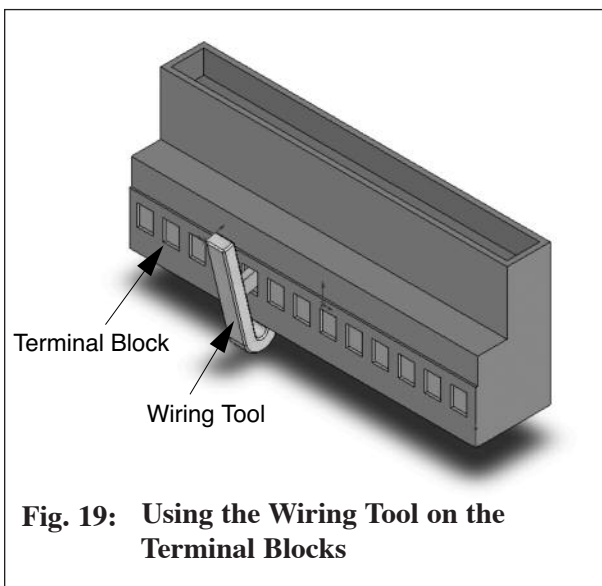 Terminal Block
Wiring Tool
Fig. 19: Using the Wiring Tool on the
Terminal Blocks